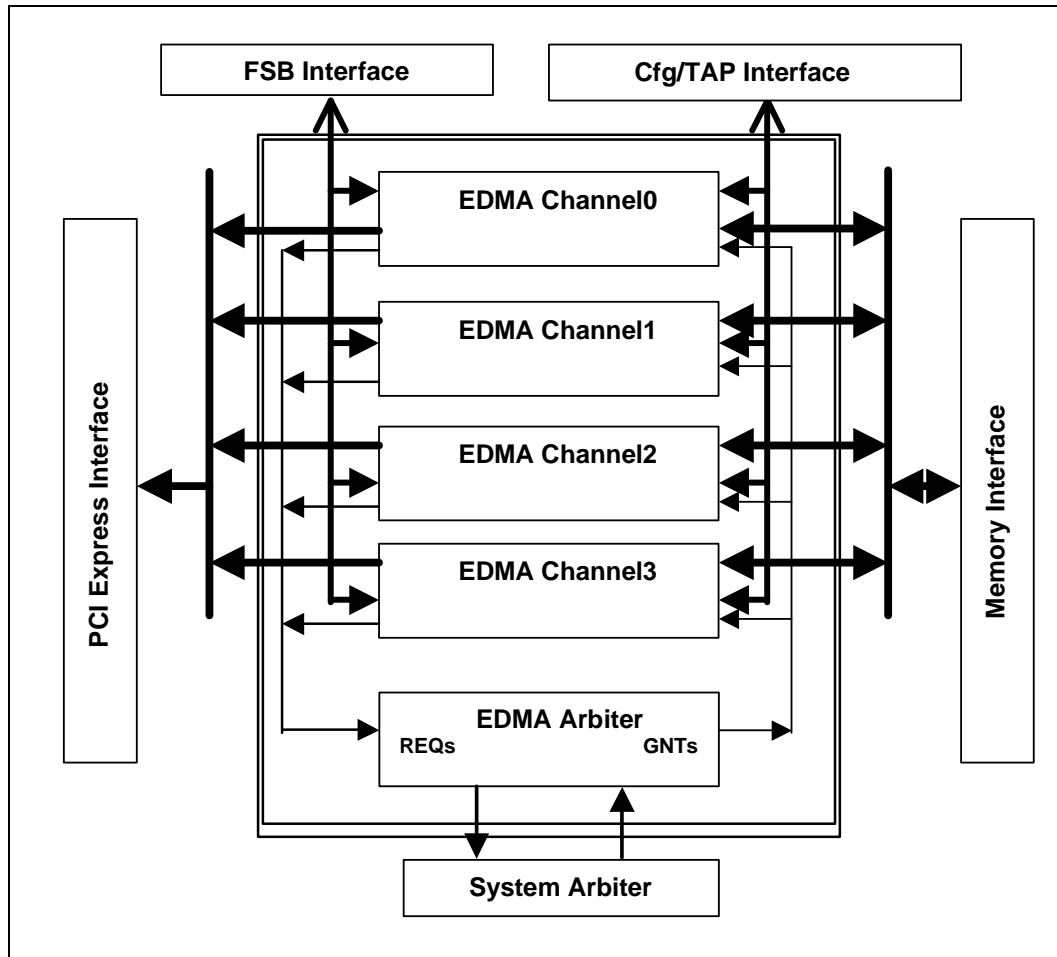 FSB Interface
Cfg/TAP Interface
EDMA Channel0
EDMA Channel1
EDMA Channel2
EDMA Channel3
PCI Express Interface
Memory Interface
EDMA Arbiter
REQs
GNTs
System Arbiter